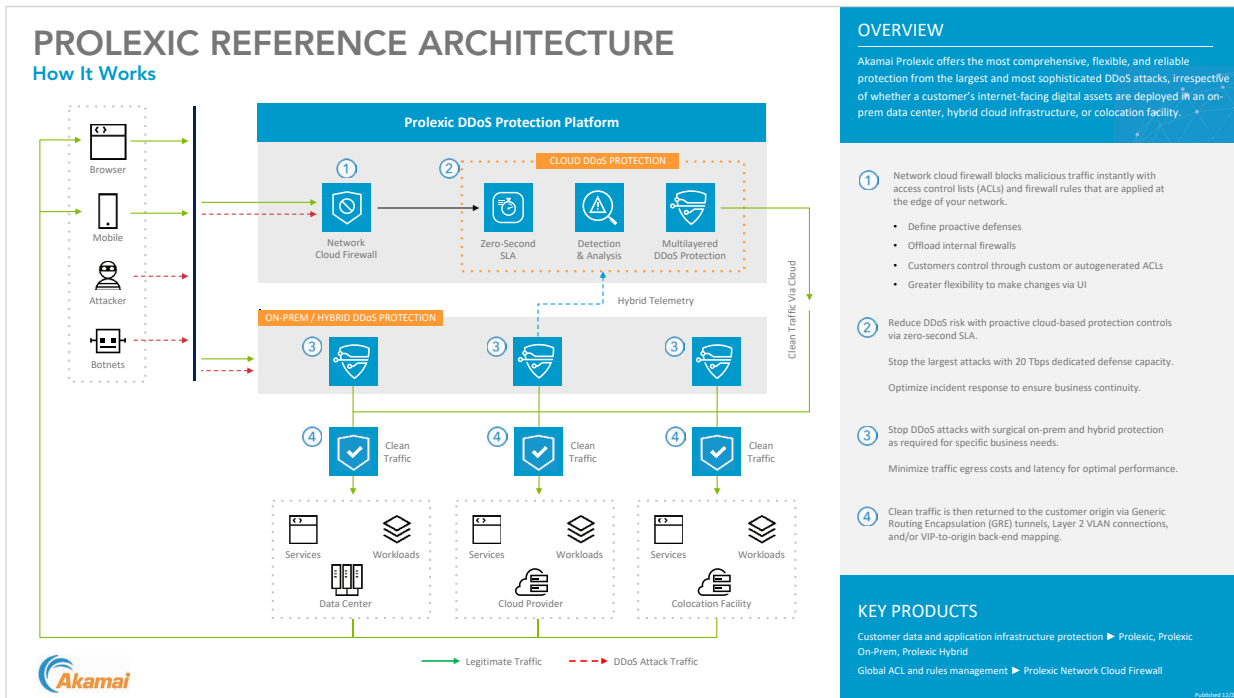 PROLEXIC REFERENCE ARCHITECTURE
How It Works
Browser
Mobile
Attacker
Botnets
Prolexic DDoS Protection Platform
CLOUD DDoS PROTECTION
1
2
Network
Cloud Firewall
Zero-Second
SLA
Detection
& Analysis
Multilayered
DDoS Protection
Hybrid Telemetry
Clean Traffic Via Cloud
ON-PREM / HYBRID DDoS PROTECTION
3
3
3
4
Clean
Traffic
4
Clean
Traffic
4
Clean
Traffic
Services
Workloads
Data Center
Services
Workloads
Cloud Provider
Services
Workloads
Colocation Facility
Legitimate Traffic
DDoS Attack Traffic
Akamai
OVERVIEW
Akamai Prolexic offers the most comprehensive, flexible, and reliable
protection from the largest and most sophisticated DDoS attacks, irrespective
of whether a customer's internet-facing digital assets are deployed in an on-
prem data center, hybrid cloud infrastructure, or colocation facility.
1
Network cloud firewall blocks malicious traffic instantly with
access control lists (ACLs) and firewall rules that are applied at
the edge of your network.
• Define proactive defenses
• Offload internal firewalls
• Customers control through custom or autogenerated ACLs
• Greater flexibility to make changes via UI
2
Reduce DDoS risk with proactive cloud-based protection controls
via zero-second SLA.
Stop the largest attacks with 20 Tbps dedicated defense capacity.
Optimize incident response to ensure business continuity.
3
Stop DDoS attacks with surgical on-prem and hybrid protection
as required for specific business needs.
Minimize traffic egress costs and latency for optimal performance.
4
Clean traffic is then returned to the customer origin via Generic
Routing Encapsulation (GRE) tunnels, Layer 2 VLAN connections,
and/or VIP-to-origin back-end mapping.
KEY PRODUCTS
Customer data and application infrastructure protection ► Prolexic, Prolexic
On-Prem, Prolexic Hybrid
Global ACL and rules management ► Prolexic Network Cloud Firewall
Published